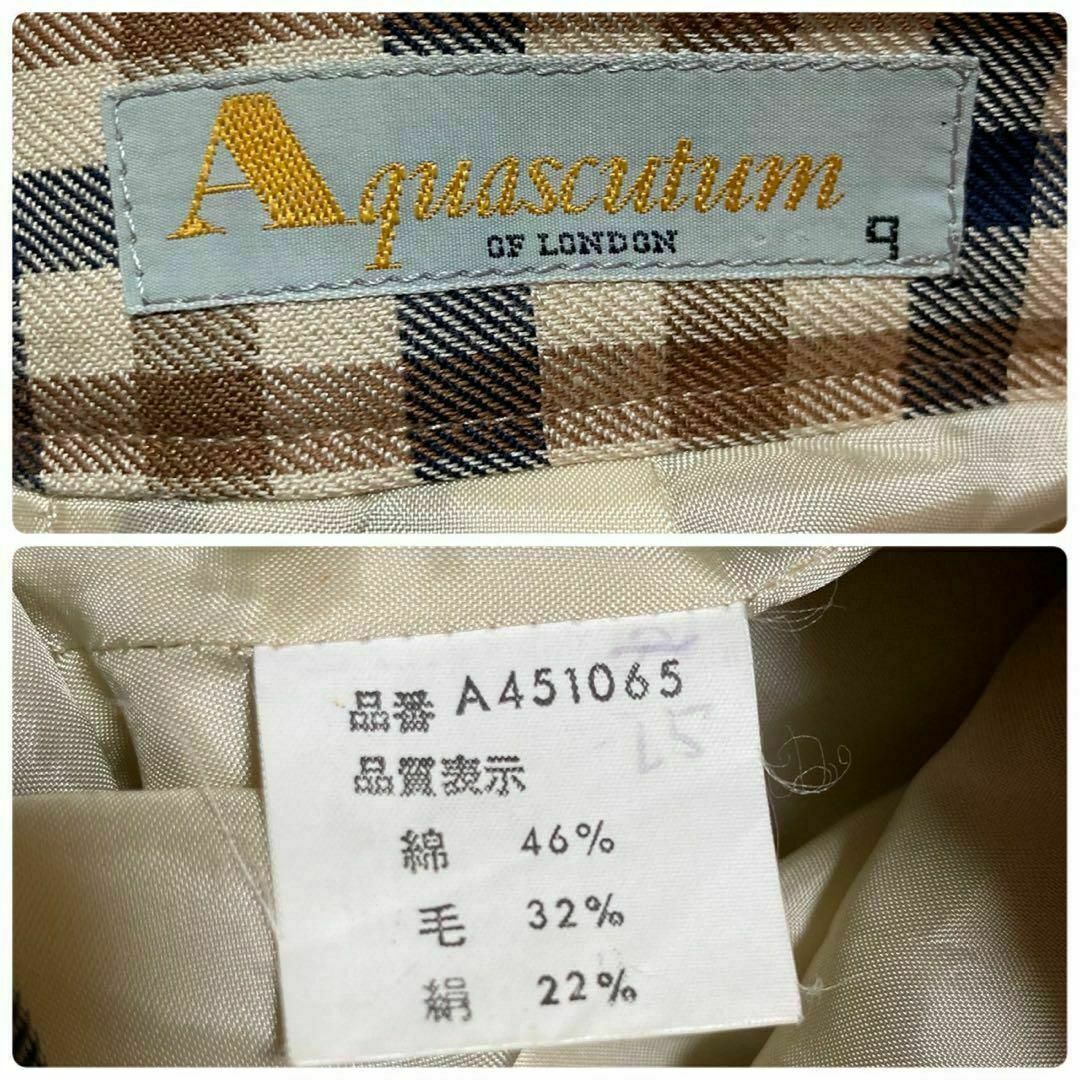 Aquascutum
OF LONDON 9
品番 A451065
品質表示
綿 46%
毛 32%
絹 22%